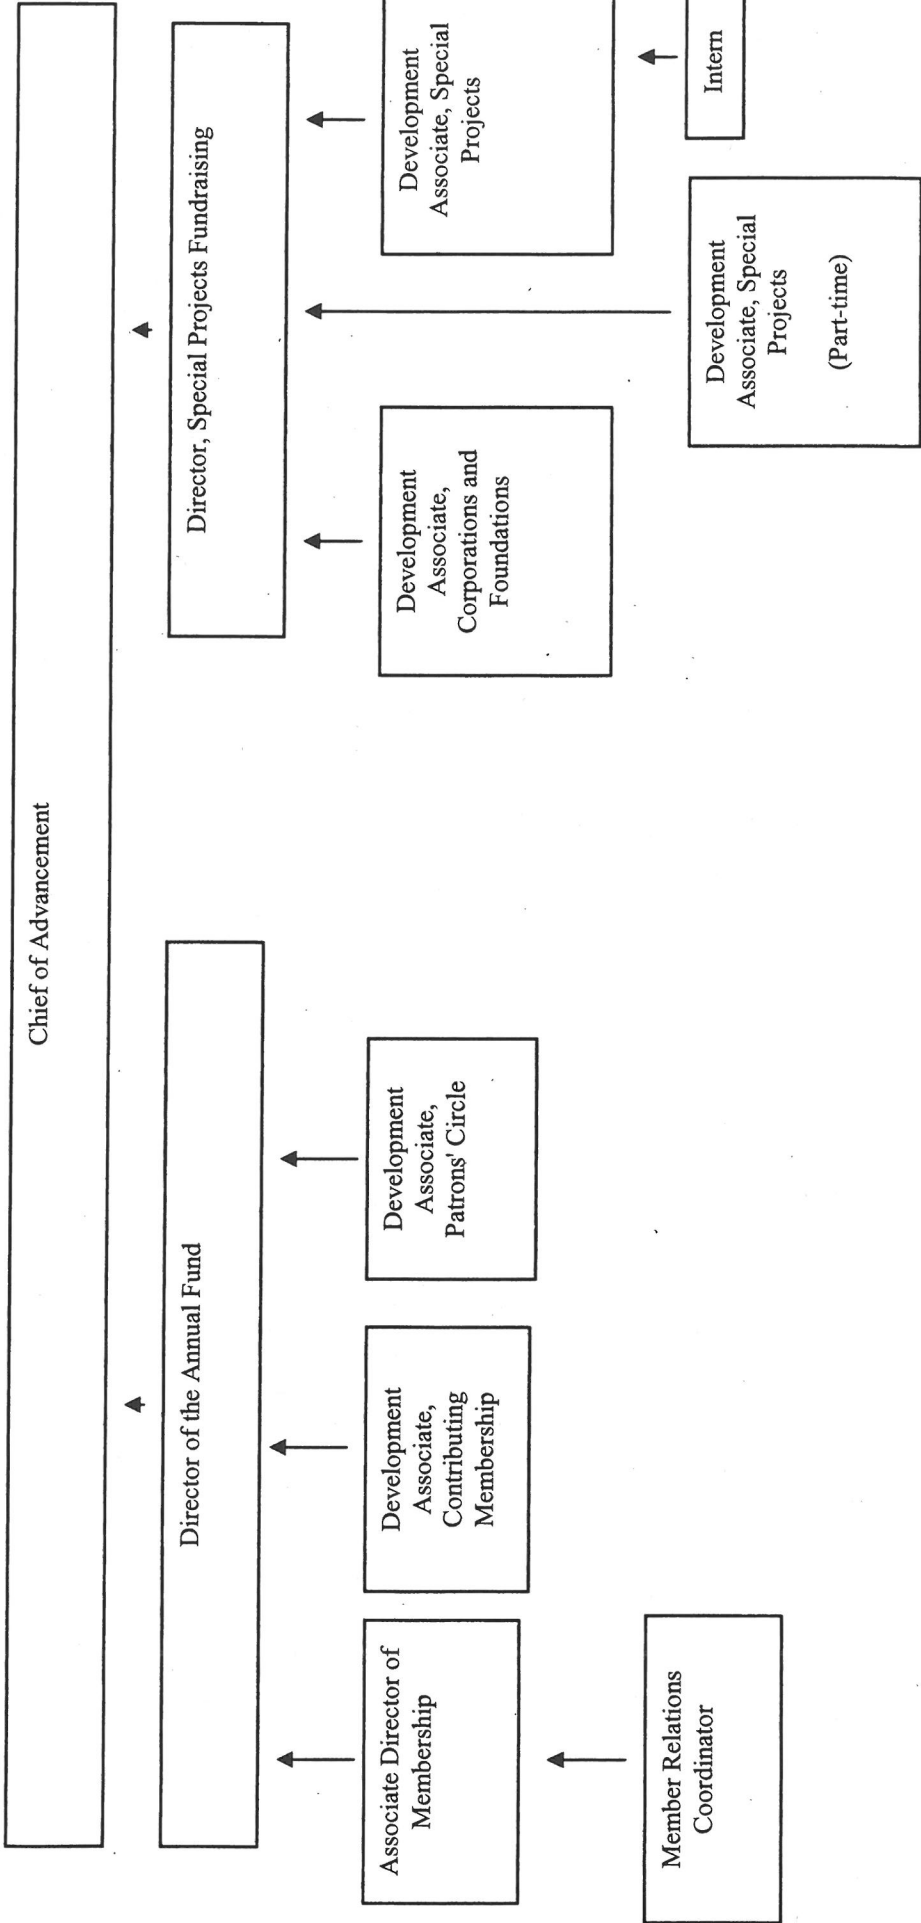 Chief of Advancement
Director of the Annual Fund
Director, Special Projects Fundraising
Associate Director of
Membership
Development
Associate,
Contributing
Membership
Development
Associate,
Patrons' Circle
Development
Associate,
Corporations and
Foundations
Development
Associate, Special
Projects
Member Relations
Coordinator
Development
Associate, Special
Projects
(Part-time)
Intern